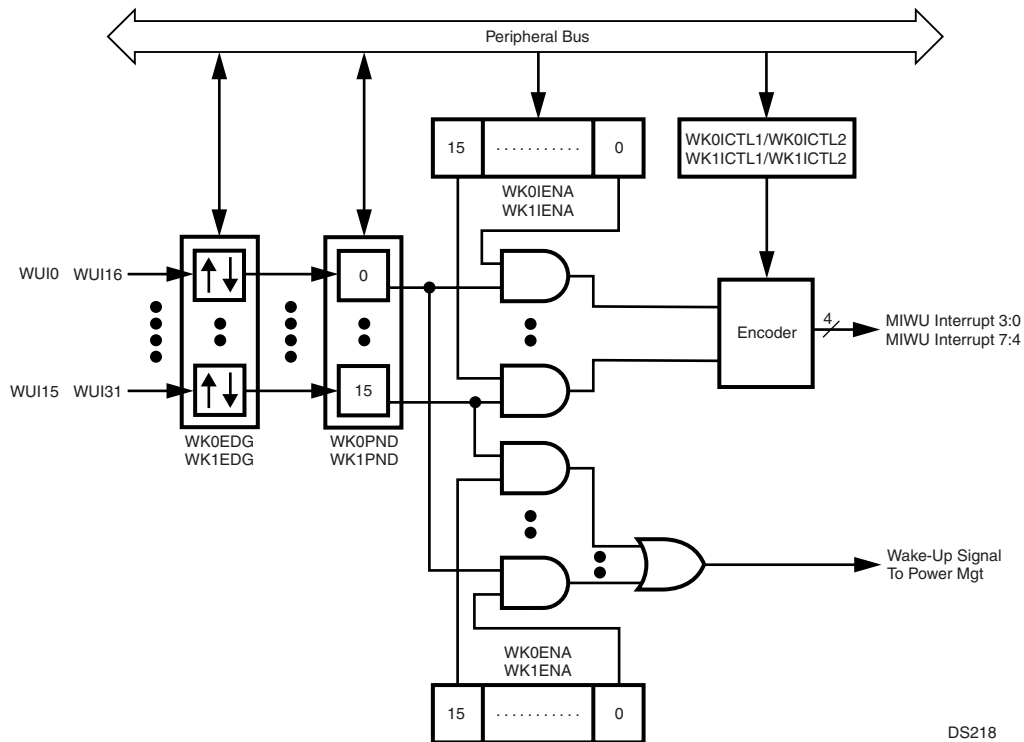 Peripheral Bus
15 ........... 0
WK0IENA
WK1IENA
WK0ICTL1/WK0ICTL2
WK1ICTL1/WK1ICTL2
WUI0 WUI16
0
WUI15 WUI31
15
WK0EDG
WK1EDG
WK0PND
WK1PND
Encoder
4
MIWU Interrupt 3:0
MIWU Interrupt 7:4
Wake-Up Signal
To Power Mgt
WK0ENA
WK1ENA
15 ........... 0
DS218